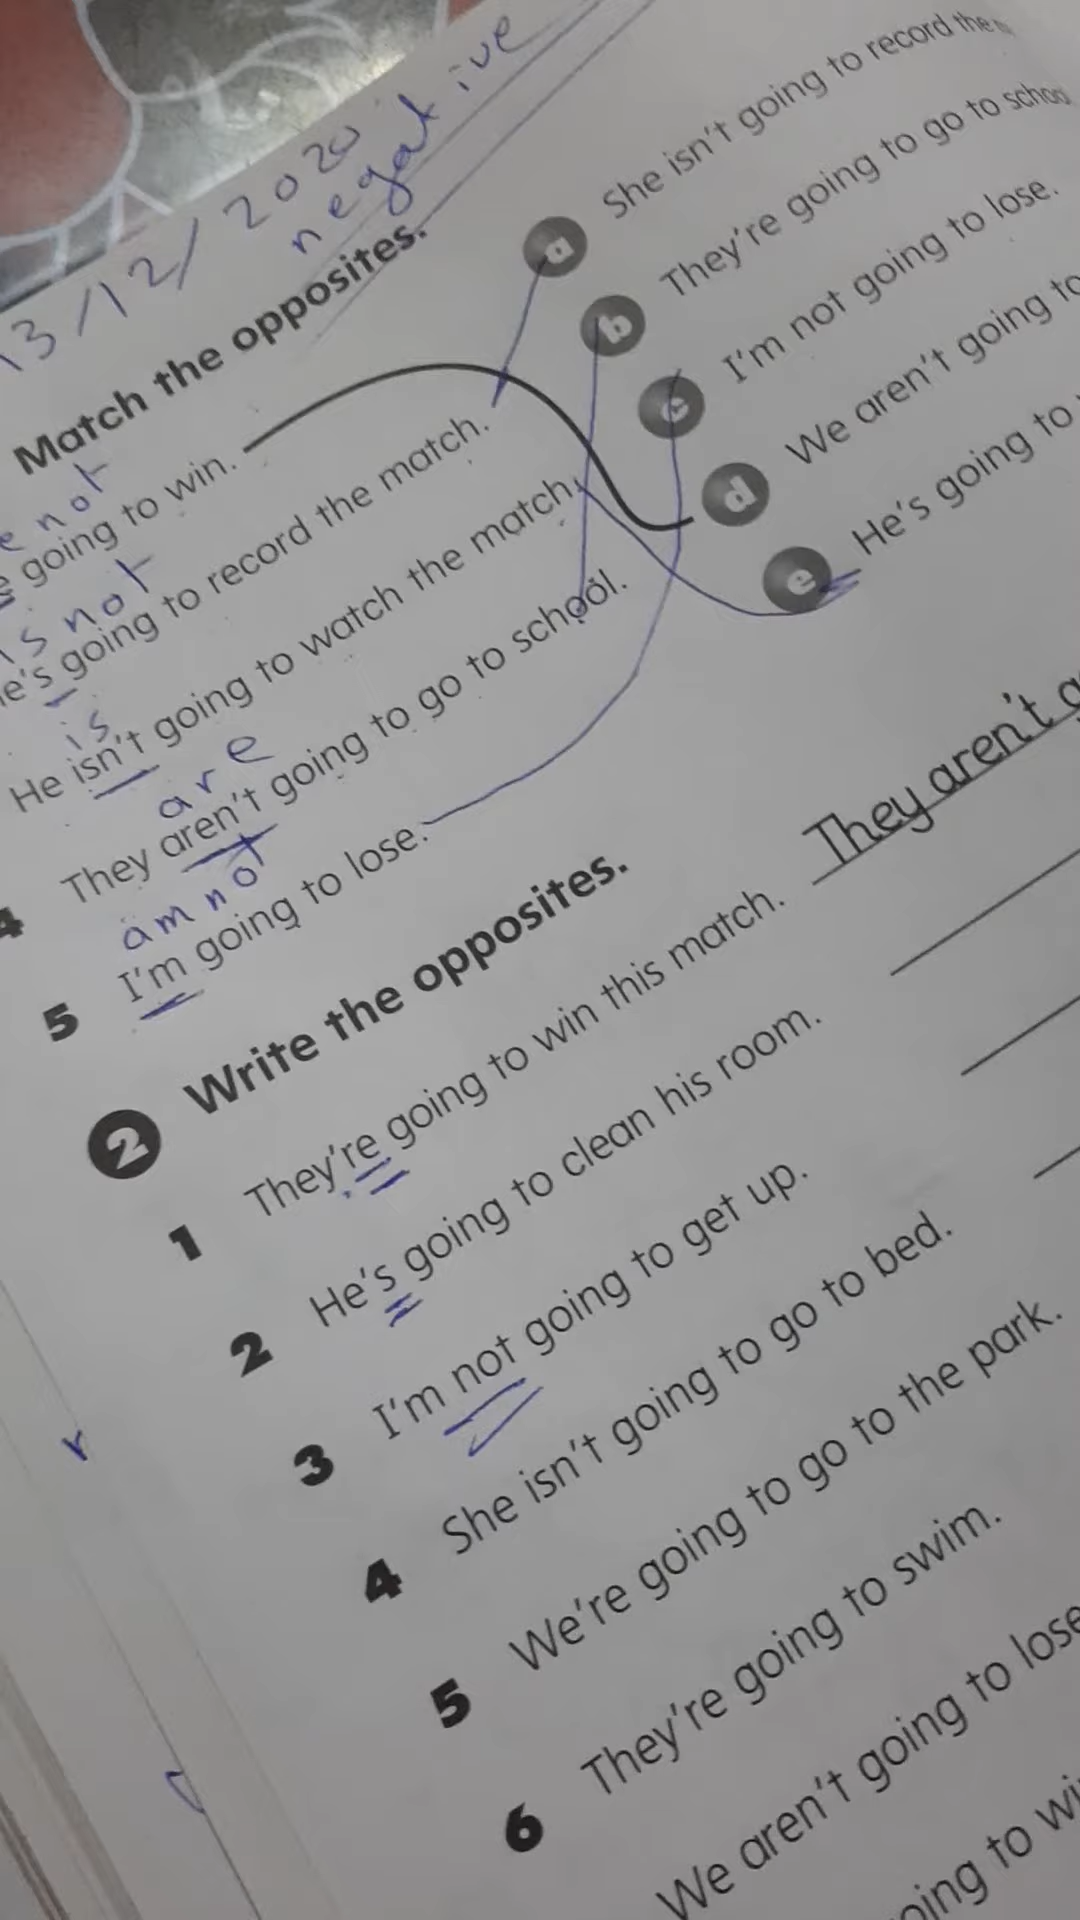 13/12/2020
negative
Match the opposites.
e not
going to win.
is not
e's going to record the match.
is
He isn't going to watch the match.
are
4 They aren't going to go to school.
am not
5 I'm going to lose.
a She isn't going to record the
b They're going to go to school
c I'm not going to lose.
d We aren't going to
e He's going to
2 Write the opposites.
1 They're going to win this match. They aren't
2 He's going to clean his room.
3 I'm not going to get up.
4 She isn't going to go to bed.
5 We're going to go to the park.
6 They're going to swim.
We aren't going to lose
going to